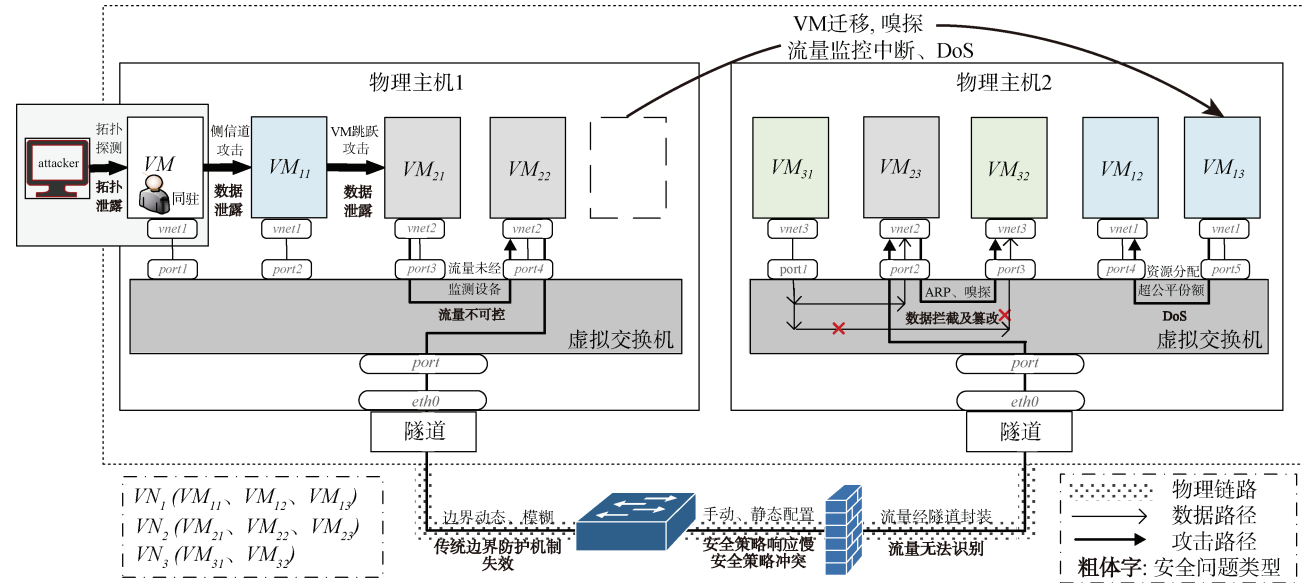 VM迁移, 嗅探
流量监控中断、DoS
物理主机1
物理主机2
attacker
拓扑
探测
拓扑
泄露
VM
同驻
侧信道
攻击
数据
泄露
VM11
VM跳跃
攻击
数据
泄露
VM21
VM22
VM31
VM23
VM32
VM12
VM13
vnet1
vnet1
vnet2
vnet2
vnet3
vnet2
vnet3
vnet1
vnet1
port1
port2
port3
流量未经
port4
port1
port2
port3
port4
资源分配
port5
监测设备
流量不可控
ARP、嗅探
数据拦截及篡改
超公平份额
DoS
虚拟交换机
虚拟交换机
port
port
eth0
eth0
隧道
隧道
VN1 (VM11、VM12、VM13)
VN2 (VM21、VM22、VM23)
VN3 (VM31、VM32)
边界动态、模糊
传统边界防护机制
失效
手动、静态配置
安全策略响应慢
安全策略冲突
流量经隧道封装
流量无法识别
物理链路
数据路径
攻击路径
粗体字: 安全问题类型